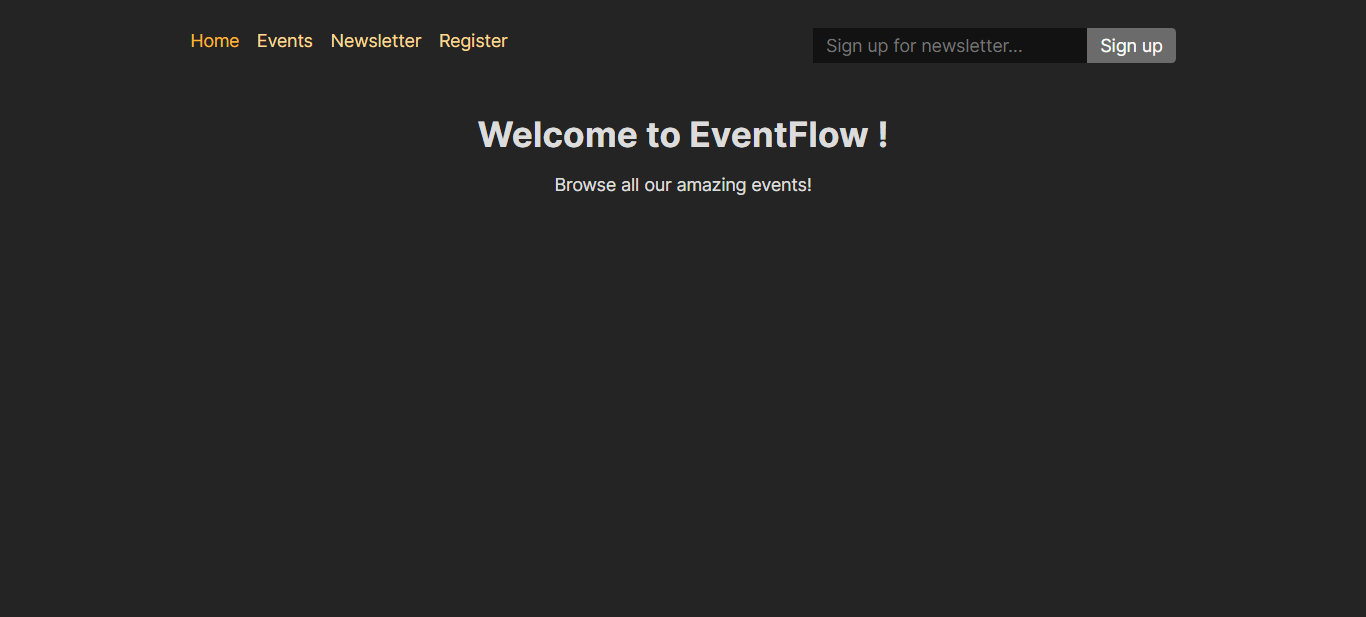 Home Events Newsletter Register
Sign up for newsletter... Sign up
Welcome to EventFlow !
Browse all our amazing events!